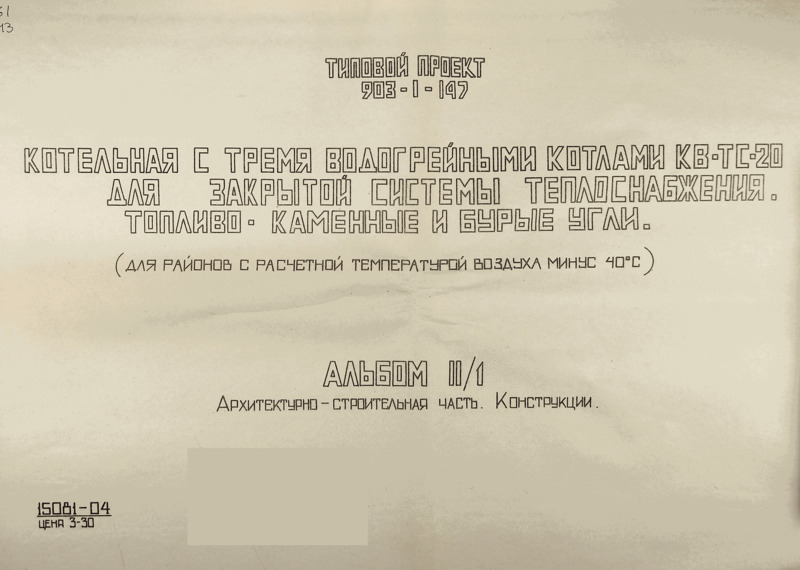 ТИПОВОЙ ПРОЕКТ
903-1-147
КОТЕЛЬНАЯ С ТРЕМЯ ВОДОГРЕЙНЫМИ КОТЛАМИ КВ-ТС-20
ДЛЯ ЗАКРЫТОЙ СИСТЕМЫ ТЕПЛОСНАБЖЕНИЯ.
ТОПЛИВО - КАМЕННЫЕ И БУРЫЕ УГЛИ.
(ДЛЯ РАЙОНОВ С РАСЧЕТНОЙ ТЕМПЕРАТУРОЙ ВОЗДУХА МИНУС 40°С)
АЛЬБОМ II/1
АРХИТЕКТУРНО-СТРОИТЕЛЬНАЯ ЧАСТЬ. КОНСТРУКЦИИ.
15081-04
ЦЕНА 3-30